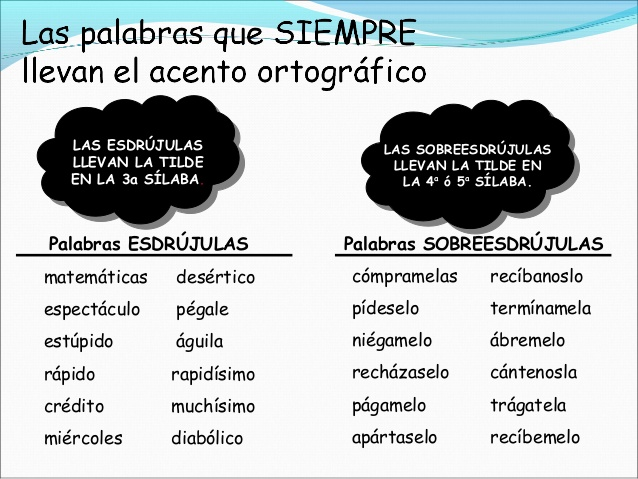 Las palabras que SIEMPRE
llevan el acento ortográfico
LAS ESDRÚJULAS
LLEVAN LA TILDE
EN LA 3a SÍLABA.
LAS SOBREESDRÚJULAS
LLEVAN LA TILDE EN
LA 4ª ó 5ª SÍLABA.
Palabras ESDRÚJULAS
matemáticas desértico
espectáculo pégale
estúpido águila
rápido rapidísimo
crédito muchísimo
miércoles diabólico
Palabras SOBREESDRÚJULAS
cómpramelas recíbanoslo
pídeselo termínamela
niégamelo ábremelo
recházaselo cántenosla
págamelo trágatela
apártaselo recíbemelo